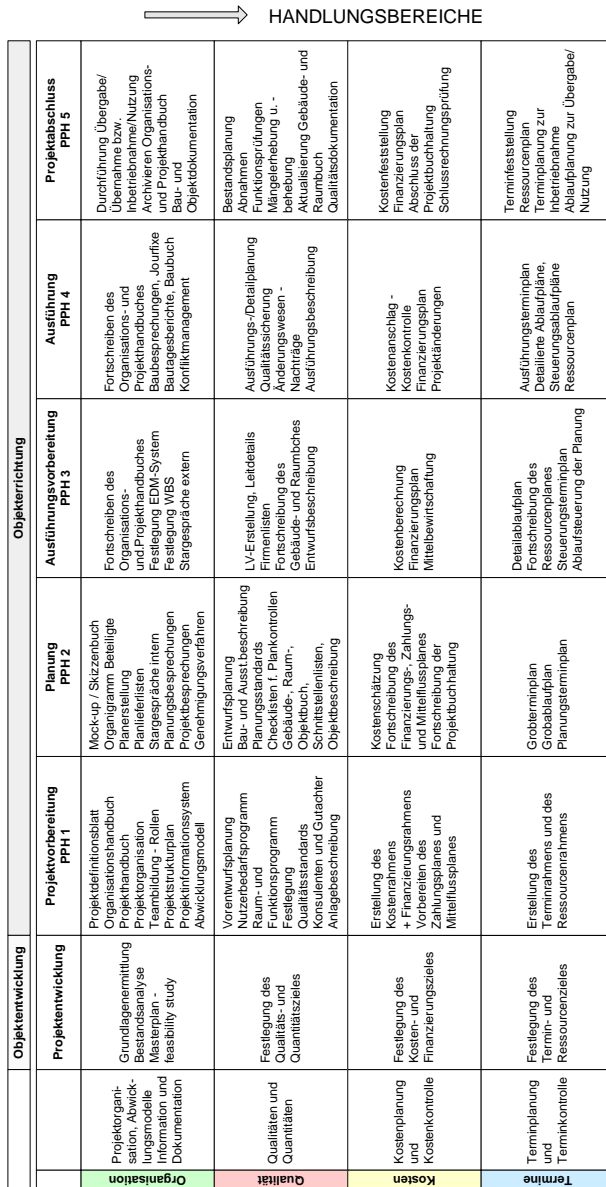 HANDLUNGSBEREICHE
Objektentwicklung
Objekterrichtung
Projektentwicklung
Projektvorbereitung
PPH 1
Planung
PPH 2
Ausführungsvorbereitung
PPH 3
Ausführung
PPH 4
Projektabschluss
PPH 5
Organisation
Projektorgani-
sation, Abwick-
lungsmodelle
Information und
Dokumentation
Grundlagenermittlung
Bestandsanalyse
Masterplan -
feasibility study
Projektdefinitionsblatt
Organisationshandbuch
Projekthandbuch
Projektorganisation
Teambildung - Rollen
Projektstrukturplan
Projektinformationssystem
Abwicklungsmodell
Mock-up / Skizzenbuch
Organigramm Beteiligte
Planerstellung
Planlieferlisten
Stargespräche intern
Planungsbesprechungen
Projektbesprechungen
Genehmigungsverfahren
Fortschreiben des
Organisations-
und.Projekthandbuches
Festlegung EDM-System
Festlegung WBS
Stargespräche extern
Fortschreiben des
Organisations- und
Projekthandbuches
Baubesprechungen, Jourfixe
Bautagesberichte, Baubuch
Konfliktmanagement
Durchführung Übergabe/
Übernahme bzw.
Inbetriebnahme/Nutzung
Archivieren Organisations-
und Projekthandbuch
Bau- und
Objektdokumentation
Qualität
Qualitäten und
Quantitäten
Festlegung des
Qualitäts- und
Quantitätszieles
Vorentwurfsplanung
Nutzerbedarfsprogramm
Raum- und
Funktionsprogramm
Festlegung
Qualitätsstandards
Konsulenten und Gutachter
Anlagebeschreibung
Entwurfsplanung
Bau- und Ausst.beschreibung
Planungsstandards
Checklisten f. Plankontrollen
Gebäude-, Raum-,
Objektbuch,
Schnittstellenlisten,
Objektbeschreibung
LV-Erstellung, Leitdetails
Firmenlisten
Fortschreibung des
Gebäude- und Raumbches
Entwurfsbeschreibung
Ausführungs-/Detailplanung
Qualitätssicherung
Änderungswesen -
Nachträge
Ausführungsbeschreibung
Bestandsplanung
Abnahmen
Funktionsprüfungen
Mängelerhebung u. -
behebung
Aktualisierung Gebäude- und
Raumbuch
Qualitätsdokumentation
Kosten
Kostenplanung
und
Kostenkontrolle
Festlegung des
Kosten- und
Finanzierungszieles
Erstellung des
Kostenrahmens
+ Finanzierungsrahmens
Vorbereiten des
Zahlungsplanes und
Mittelflussplanes
Kostenschätzung
Fortschreibung des
Finanzierungs-, Zahlungs-
und Mittelflussplanes
Fortschreibung der
Projektbuchhaltung
Kostenberechnung
Finanzierungsplan
Mittelbewirtschaftung
Kostenanschlag -
Kostenkontrolle
Finanzierungsplan
Projektänderungen
Kostenfeststellung
Finanzierungsplan
Abschluss der
Projektbuchhaltung
Schlussrechnungsprüfung
Termine
Terminplanung
und
Terminkontrolle
Festlegung des
Termin- und
Ressourcenzieles
Erstellung des
Terminrahmens und des
Ressourcenrahmens
Grobterminplan
Grobablaufplan
Planungsterminplan
Detailablaufplan
Fortschreibung des
Ressourcenplanes
Steuerungsterminplan
Ablaufsteuerung der Planung
Ausführungsterminplan
Detailierte Ablaufpläne,
Steuerungsablaufpläne
Ressourcenplan
Terminfeststellung
Ressourcenplan
Terminplanung zur
Inbetriebnahme
Ablaufplanung zur Übergabe/
Nutzung